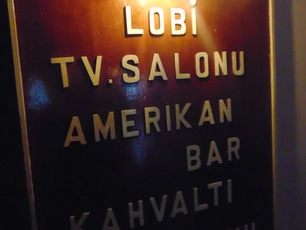 LOBİ
TV. SALONU
AMERİKAN
BAR
KAHVALTI